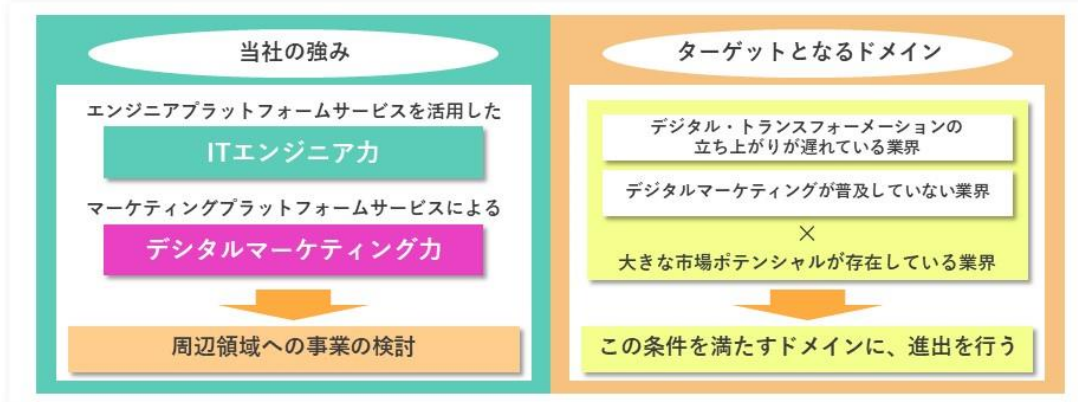 当社の強み
エンジニアプラットフォームサービスを活用した
ITエンジニア力
マーケティングプラットフォームサービスによる
デシタルマーケティング力
周辺領域への事業の検討
ターゲットとなるドメイン
デジタル・トランスフォーメーションの
立ち上がりが遅れている業界
デジタルマーケティングが普及していない業界
×
大きな市場ポテンシャルが存在している業界
この条件を満たすドメインに、進出を行う